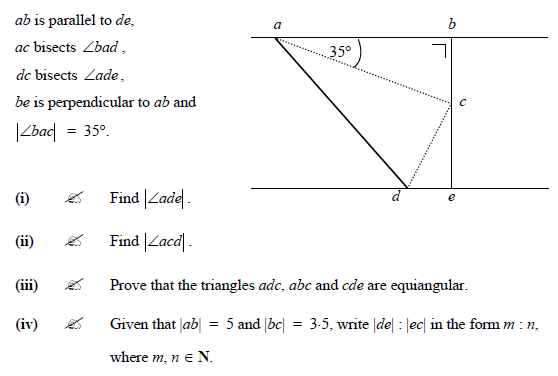 ab is parallel to de,
ac bisects ∠bad ,
dc bisects ∠ade ,
be is perpendicular to ab and
|∠bac| = 35°.
a
b
35°
c
d
e
(i) Find |∠ade| .
(ii) Find |∠acd| .
(iii) Prove that the triangles adc, abc and cde are equiangular.
(iv) Given that |ab| = 5 and |bc| = 3·5, write |de| : |ec| in the form m : n,
where m, n ∈ N.